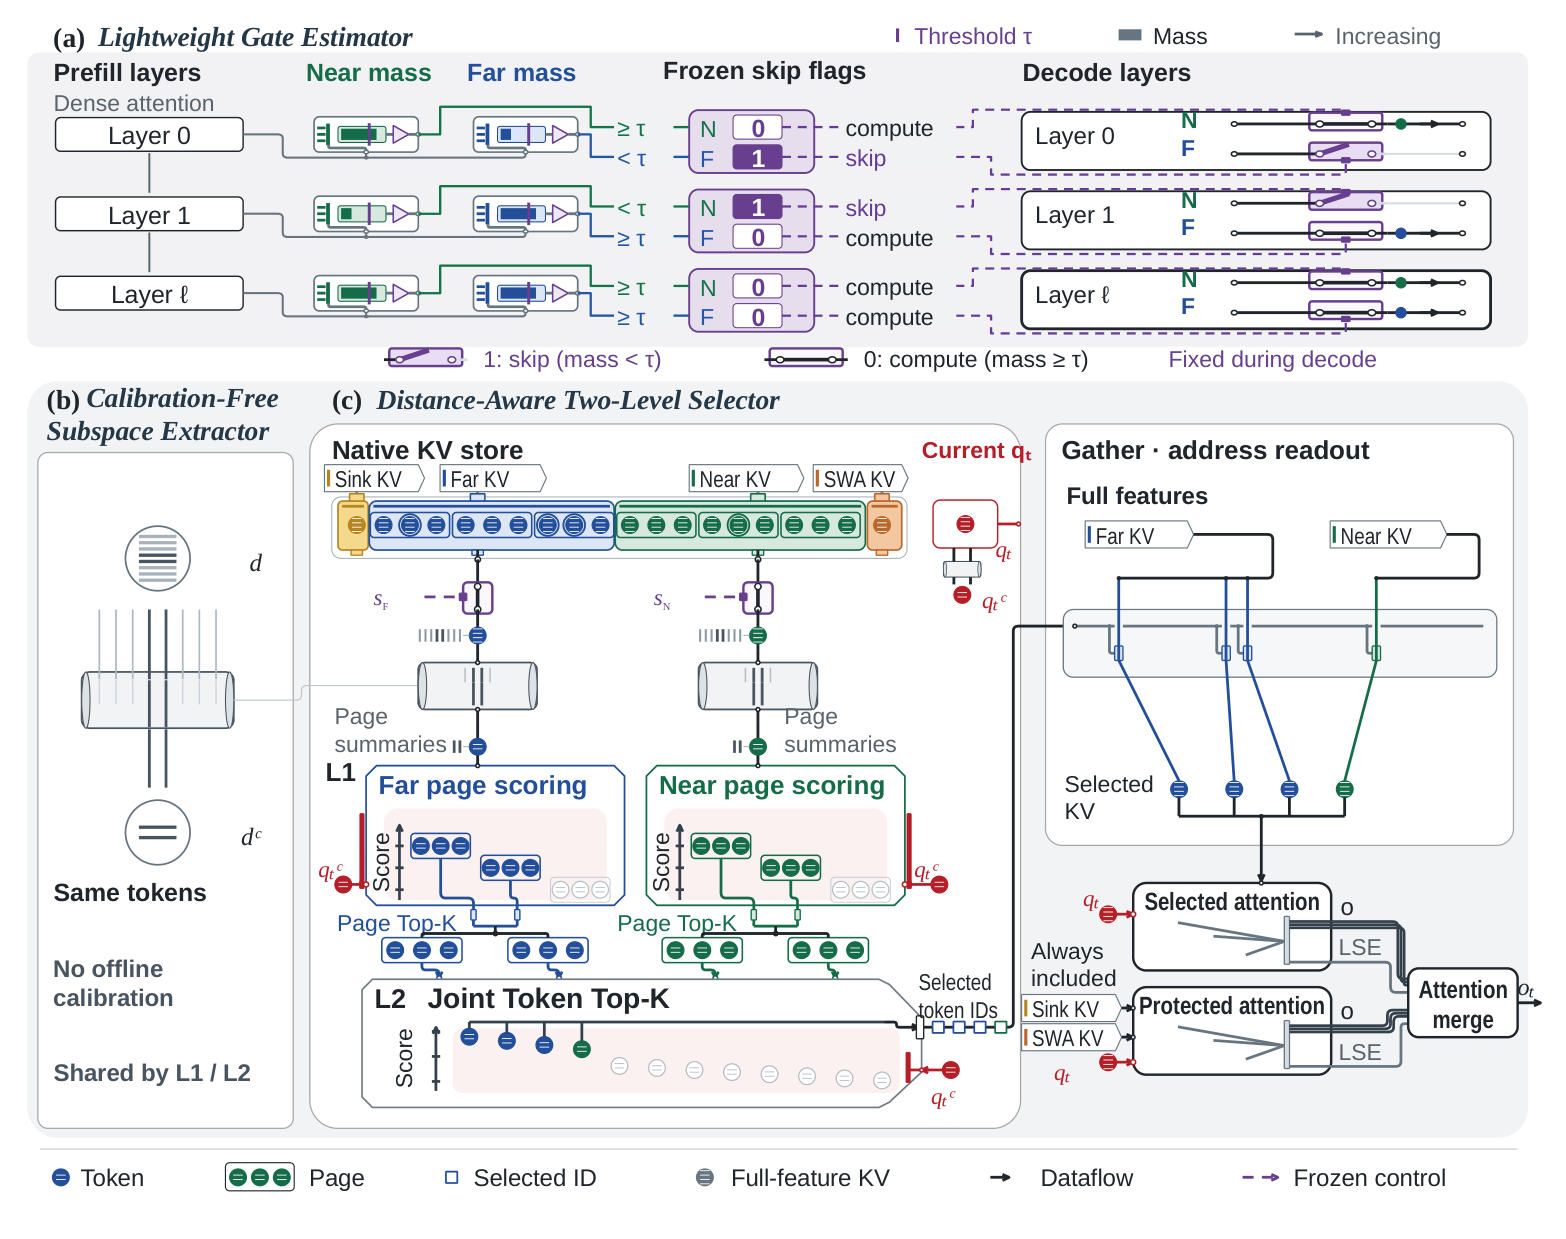 (a) Lightweight Gate Estimator
Threshold τ
Mass
Increasing
Prefill layers
Near mass
Far mass
Frozen skip flags
Decode layers
Dense attention
Layer 0
≥ τ
< τ
N 0
F 1
compute
skip
Layer 0
N
F
Layer 1
< τ
≥ τ
N 1
F 0
skip
compute
Layer 1
N
F
Layer ℓ
≥ τ
≥ τ
N 0
F 0
compute
compute
Layer ℓ
N
F
1: skip (mass < τ)
0: compute (mass ≥ τ)
Fixed during decode
(b) Calibration-Free
Subspace Extractor
d
dᶜ
Same tokens
No offline
calibration
Shared by L1 / L2
(c) Distance-Aware Two-Level Selector
Native KV store
Current qₜ
Sink KV
Far KV
Near KV
SWA KV
qₜ
qₜᶜ
s_F
s_N
Page
summaries
Page
summaries
L1
Far page scoring
Near page scoring
Score
Score
qₜᶜ
qₜᶜ
Page Top-K
Page Top-K
L2 Joint Token Top-K
Score
Selected
token IDs
qₜᶜ
Gather · address readout
Full features
Far KV
Near KV
Selected
KV
qₜ
Selected attention
o
LSE
Always
included
Sink KV
SWA KV
qₜ
Protected attention
o
LSE
Attention
merge
oₜ
Token
Page
Selected ID
Full-feature KV
Dataflow
Frozen control